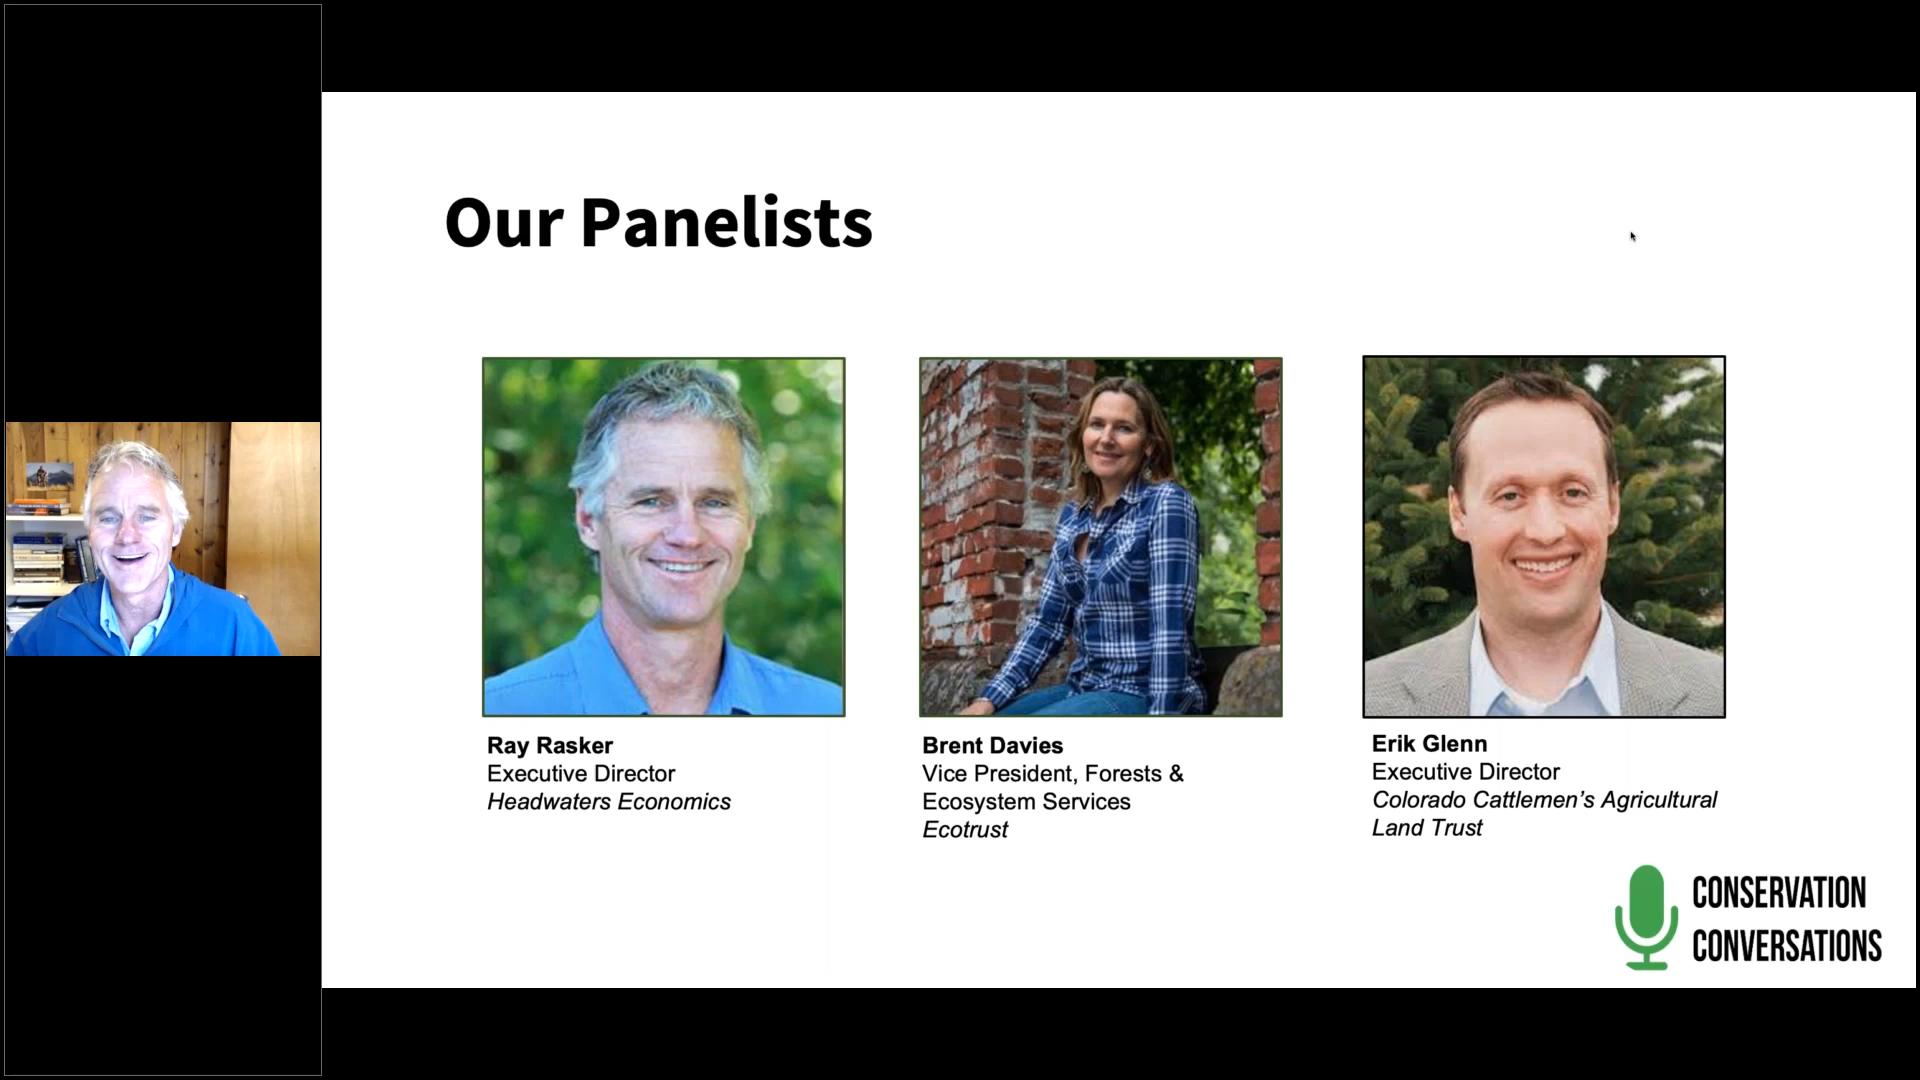 Our Panelists
Ray Rasker
Executive Director
Headwaters Economics
Brent Davies
Vice President, Forests &
Ecosystem Services
Ecotrust
Erik Glenn
Executive Director
Colorado Cattlemen’s Agricultural
Land Trust
CONSERVATION
CONVERSATIONS